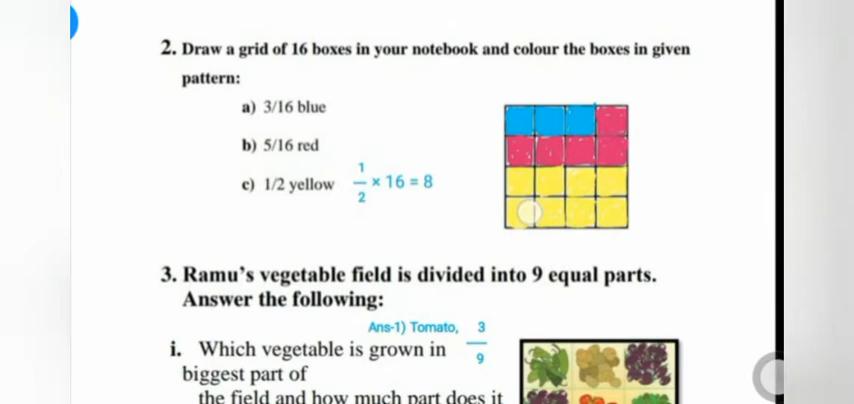 2. Draw a grid of 16 boxes in your notebook and colour the boxes in given
pattern:
a) 3/16 blue
b) 5/16 red
c) 1/2 yellow 1/2 × 16 = 8
3. Ramu's vegetable field is divided into 9 equal parts.
Answer the following:
Ans-1) Tomato, 3/9
i. Which vegetable is grown in
biggest part of
the field and how much part does it